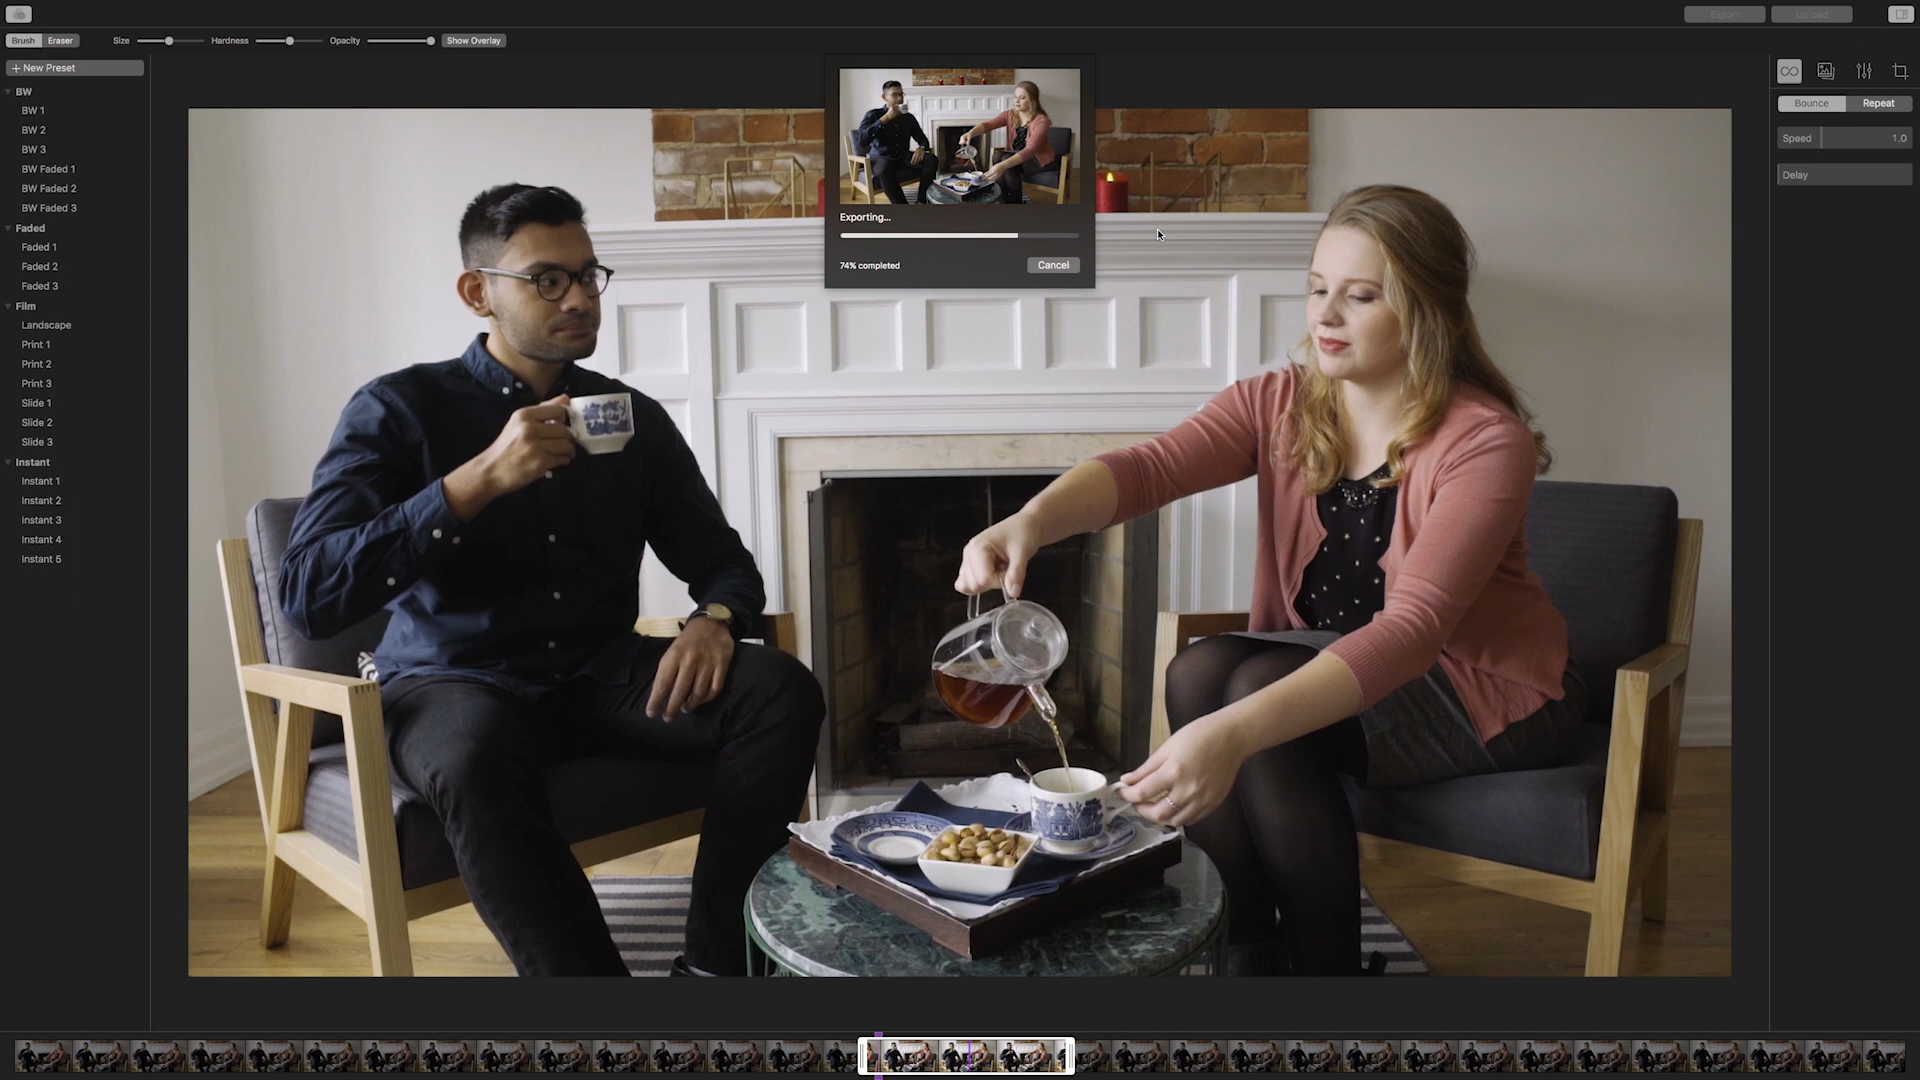 Export Upload
Brush Eraser Size Hardness Opacity Show Overlay
+ New Preset
BW
BW 1
BW 2
BW 3
BW Faded 1
BW Faded 2
BW Faded 3
Faded
Faded 1
Faded 2
Faded 3
Film
Landscape
Print 1
Print 2
Print 3
Slide 1
Slide 2
Slide 3
Instant
Instant 1
Instant 2
Instant 3
Instant 4
Instant 5
Exporting...
74% completed Cancel
Bounce Repeat
Speed 1.0
Delay